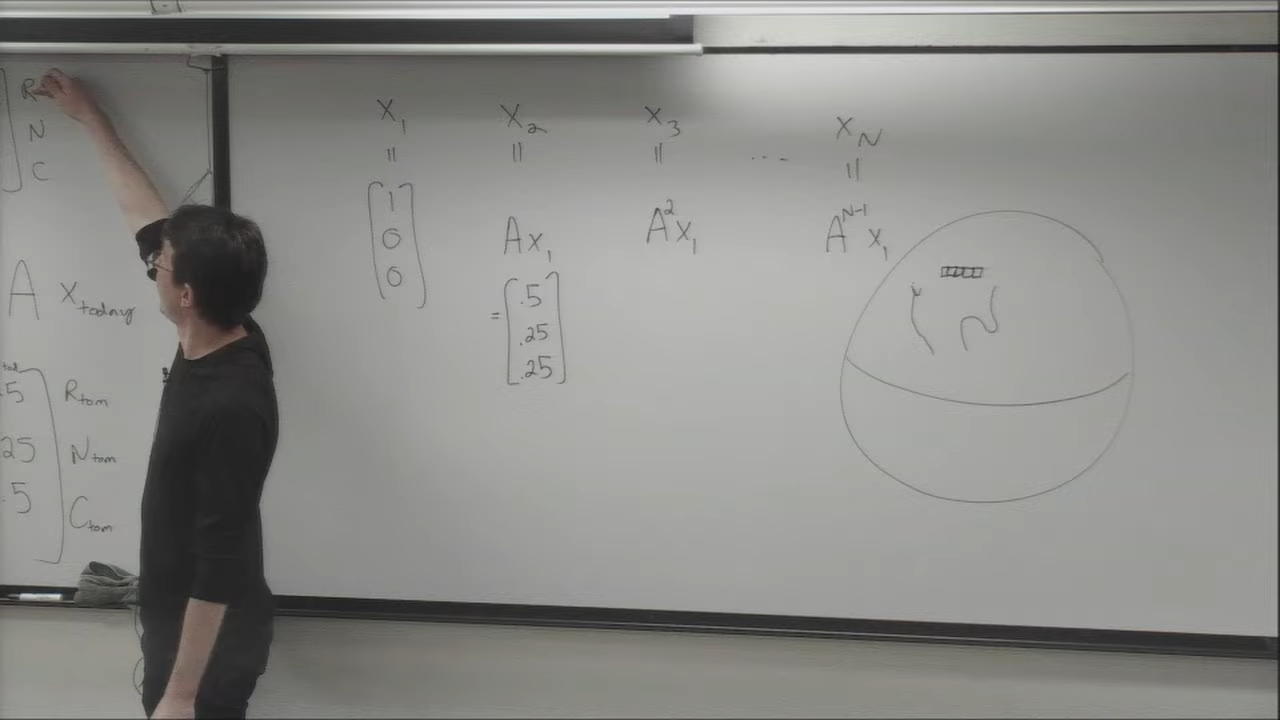 R
N
C
A x_today
.5 R_tom
.25 N_tom
.5 C_tom
x_1 x_2 x_3 ... x_N
|| || || ||
[1 0 0] Ax_1 A^2x_1 A^{N-1}x_1
= [.5 .25 .25]